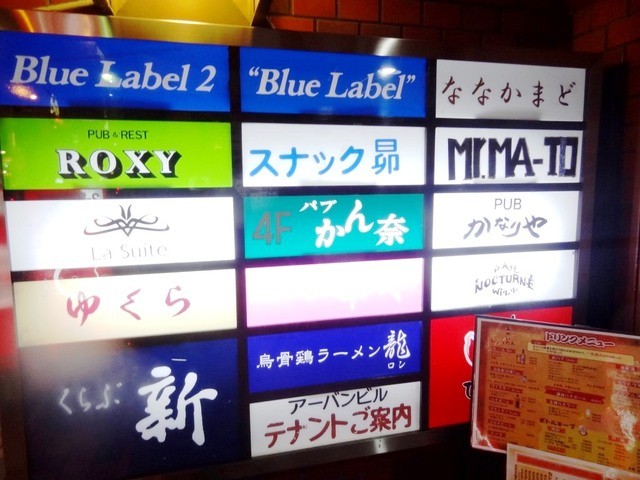 Blue Label 2
"Blue Label"
ななかまど
PUB & REST
ROXY
スナック 昴
Mr.MA-TO
La Suite
4F
パブ
かん奈
PUB
かなりや
ゆくら
NOCTURNE
くらぶ 新
烏骨鶏ラーメン 龍
ロン
アーバンビル
テナントご案内
ドリンクメニュー